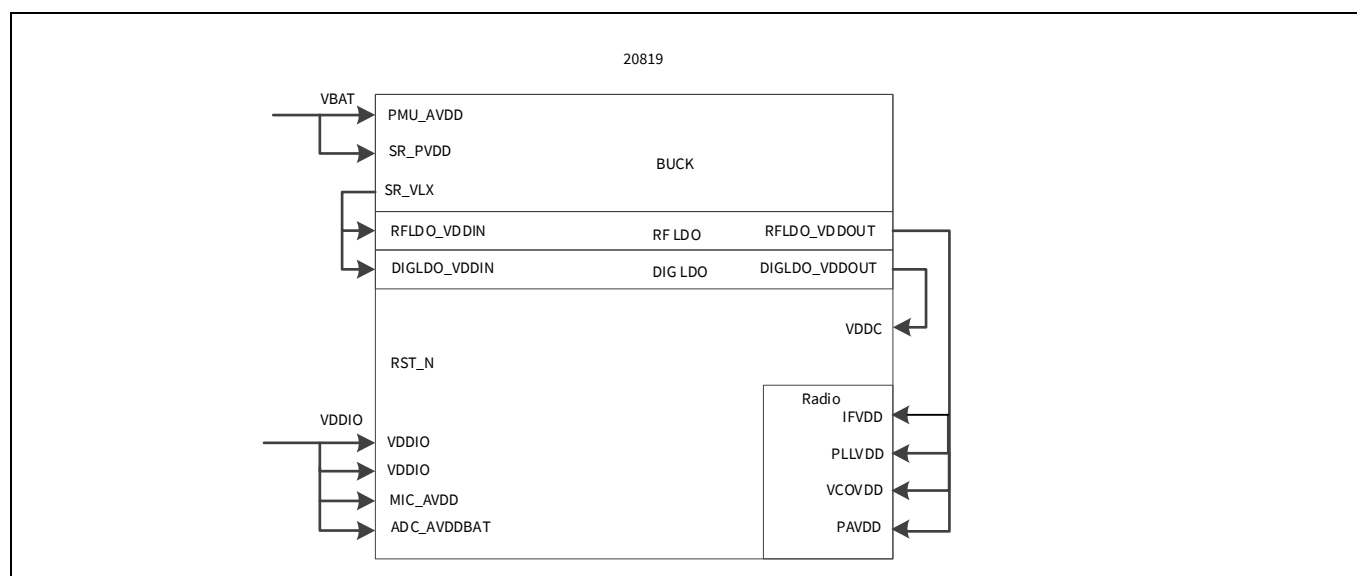 20819
VBAT
PMU_AVDD
SR_PVDD
BUCK
SR_VLX
RFLDO_VDDIN RF LDO RFLDO_VDDOUT
DIGLDO_VDDIN DIG LDO DIGLDO_VDDOUT
VDDC
RST_N
Radio
IFVDD
VDDIO
VDDIO
PLLVDD
VDDIO
VCOVDD
MIC_AVDD
PAVDD
ADC_AVDDBAT